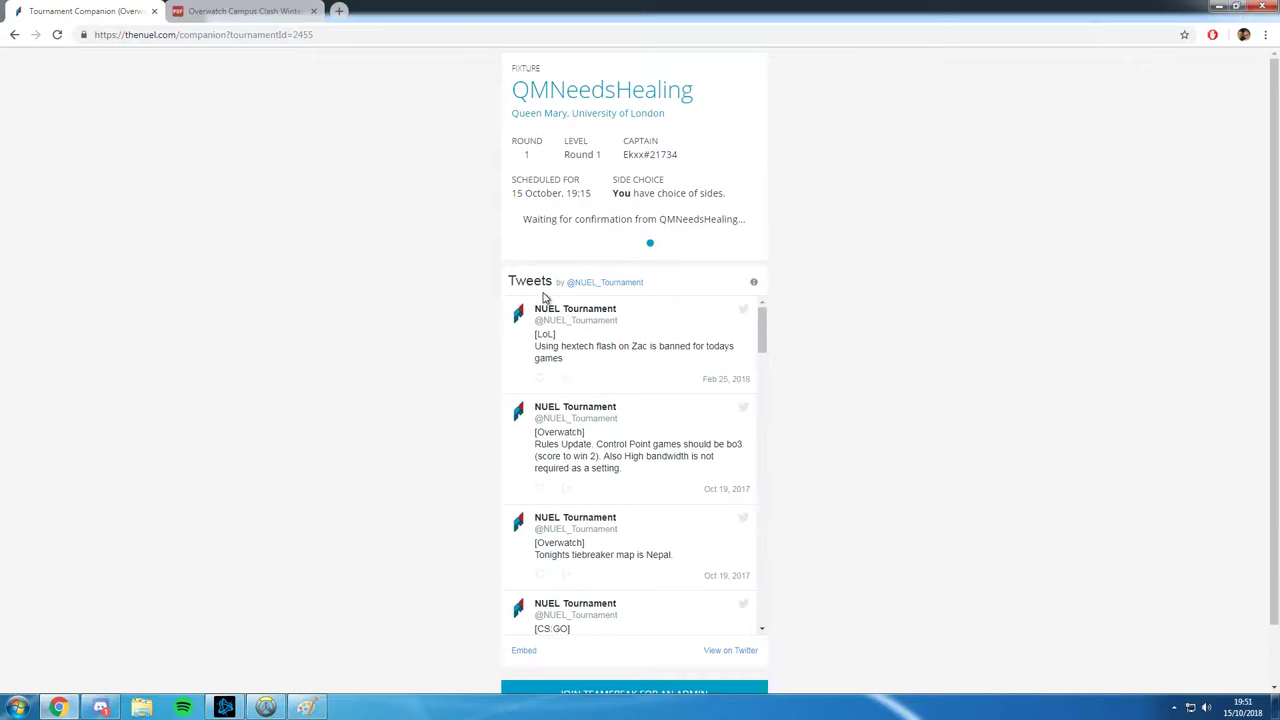 Tournament Companion (Overw
Overwatch Campus Clash Winte
https://thenuel.com/companion?tournamentId=2455
FIXTURE
QMNeedsHealing
Queen Mary, University of London
ROUND LEVEL CAPTAIN
1 Round 1 Ekxx#21734
SCHEDULED FOR SIDE CHOICE
15 October, 19:15 You have choice of sides.
Waiting for confirmation from QMNeedsHealing...
Tweets by @NUEL_Tournament
NUEL Tournament
@NUEL_Tournament
[LoL]
Using hextech flash on Zac is banned for todays
games
Feb 25, 2018
NUEL Tournament
@NUEL_Tournament
[Overwatch]
Rules Update. Control Point games should be bo3
(score to win 2). Also High bandwidth is not
required as a setting.
Oct 19, 2017
NUEL Tournament
@NUEL_Tournament
[Overwatch]
Tonights tiebreaker map is Nepal.
Oct 19, 2017
NUEL Tournament
@NUEL_Tournament
[CS:GO]
Embed View on Twitter
JOIN TEAMSPEAK FOR AN ADMIN
19:51
15/10/2018